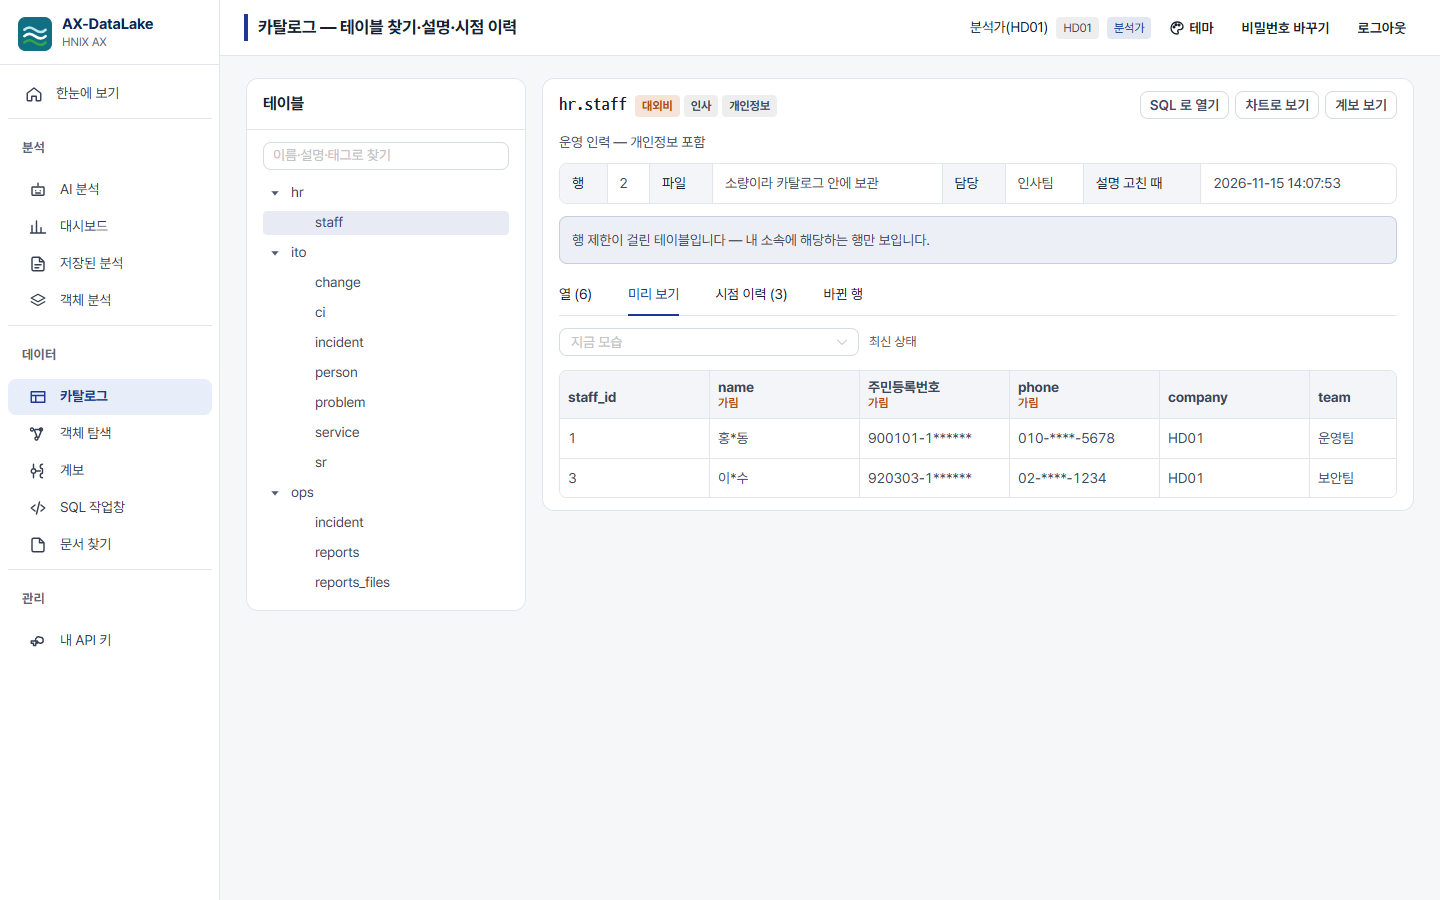 AX-DataLake
HNIX AX
한눈에 보기
분석
AI 분석
대시보드
저장된 분석
객체 분석
데이터
카탈로그
객체 탐색
계보
SQL 작업창
문서 찾기
관리
내 API 키
카탈로그 — 테이블 찾기·설명·시점 이력
분석가(HD01) HD01 분석가 테마 비밀번호 바꾸기 로그아웃
테이블
이름·설명·태그로 찾기
hr
staff
ito
change
ci
incident
person
problem
service
sr
ops
incident
reports
reports_files
hr.staff 대외비 인사 개인정보 SQL 로 열기 차트로 보기 계보 보기
운영 인력 — 개인정보 포함
행 2 파일 소량이라 카탈로그 안에 보관 담당 인사팀 설명 고친 때 2026-11-15 14:07:53
행 제한이 걸린 테이블입니다 — 내 소속에 해당하는 행만 보입니다.
열 (6) 미리 보기 시점 이력 (3) 바뀐 행
지금 모습 최신 상태
staff_id name 가림 주민등록번호 가림 phone 가림 company team
1 홍*동 900101-1****** 010-****-5678 HD01 운영팀
3 이*수 920303-1****** 02-****-1234 HD01 보안팀